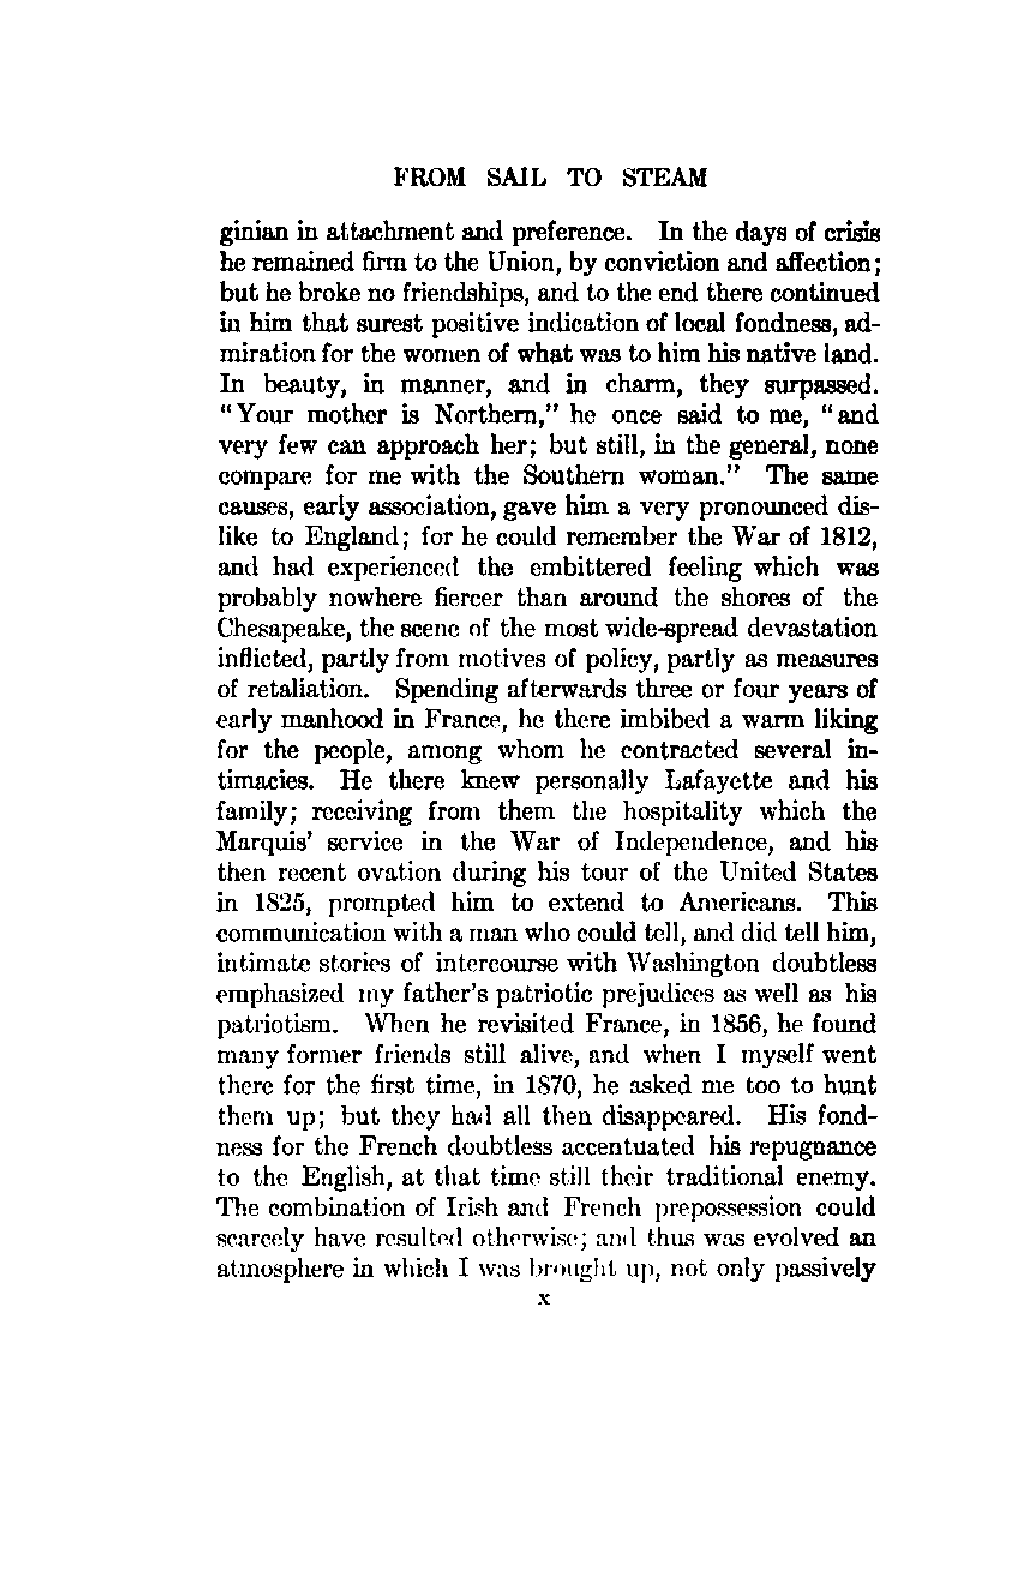 FROM SAIL TO STEAM
ginian in attachment and preference. In the days of crisis
he remained firm to the Union, by conviction and affection;
but he broke no friendships, and to the end there continued
in him that surest positive indication of local fondness, ad-
miration for the women of what was to him his native land.
In beauty, in manner, and in charm, they surpassed.
"Your mother is Northern," he once said to me, "and
very few can approach her; but still, in the general, none
compare for me with the Southern woman." The same
causes, early association, gave him a very pronounced dis-
like to England; for he could remember the War of 1812,
and had experienced the embittered feeling which was
probably nowhere fiercer than around the shores of the
Chesapeake, the scene of the most wide-spread devastation
inflicted, partly from motives of policy, partly as measures
of retaliation. Spending afterwards three or four years of
early manhood in France, he there imbibed a warm liking
for the people, among whom he contracted several in-
timacies. He there knew personally Lafayette and his
family; receiving from them the hospitality which the
Marquis' service in the War of Independence, and his
then recent ovation during his tour of the United States
in 1825, prompted him to extend to Americans. This
communication with a man who could tell, and did tell him,
intimate stories of intercourse with Washington doubtless
emphasized my father's patriotic prejudices as well as his
patriotism. When he revisited France, in 1856, he found
many former friends still alive, and when I myself went
there for the first time, in 1870, he asked me too to hunt
them up; but they had all then disappeared. His fond-
ness for the French doubtless accentuated his repugnance
to the English, at that time still their traditional enemy.
The combination of Irish and French prepossession could
scarcely have resulted otherwise; and thus was evolved an
atmosphere in which I was brought up, not only passively
x